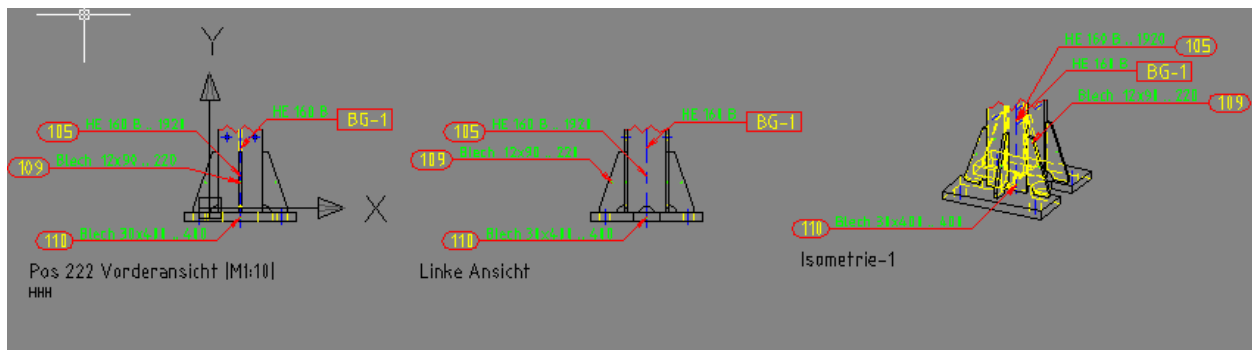 Y
X
105
HE 160 B...1920
HE 160 B
BG-1
109
Blech 12x90...220
110
Blech 30x400...400
Pos 222 Vorderansicht |M1:10|
HHH
105
HE 160 B...1920
HE 160 B
BG-1
109
Blech 12x90...220
110
Blech 30x400...400
Linke Ansicht
HE 160 B...1920
105
HE 160 B
BG-1
Blech 12x90...220
109
110
Blech 30x400...400
Isometrie-1